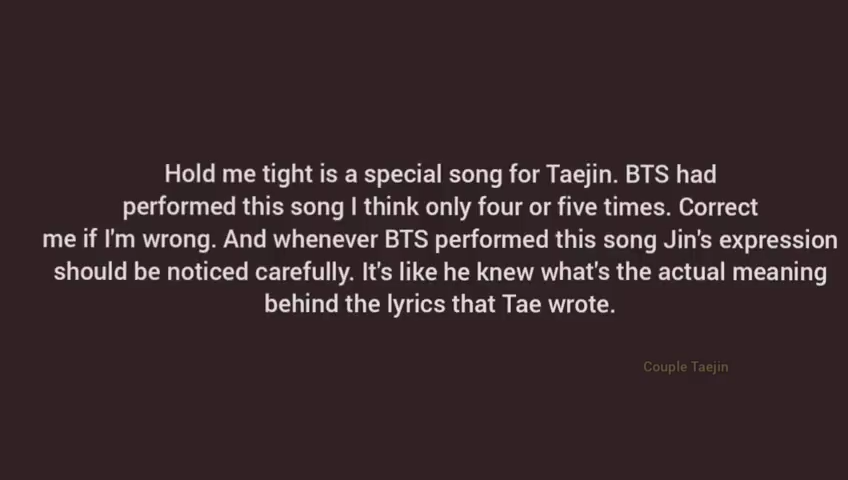 Hold me tight is a special song for Taejin. BTS had
performed this song I think only four or five times. Correct
me if I'm wrong. And whenever BTS performed this song Jin's expression
should be noticed carefully. It's like he knew what's the actual meaning
behind the lyrics that Tae wrote.
Couple Taejin